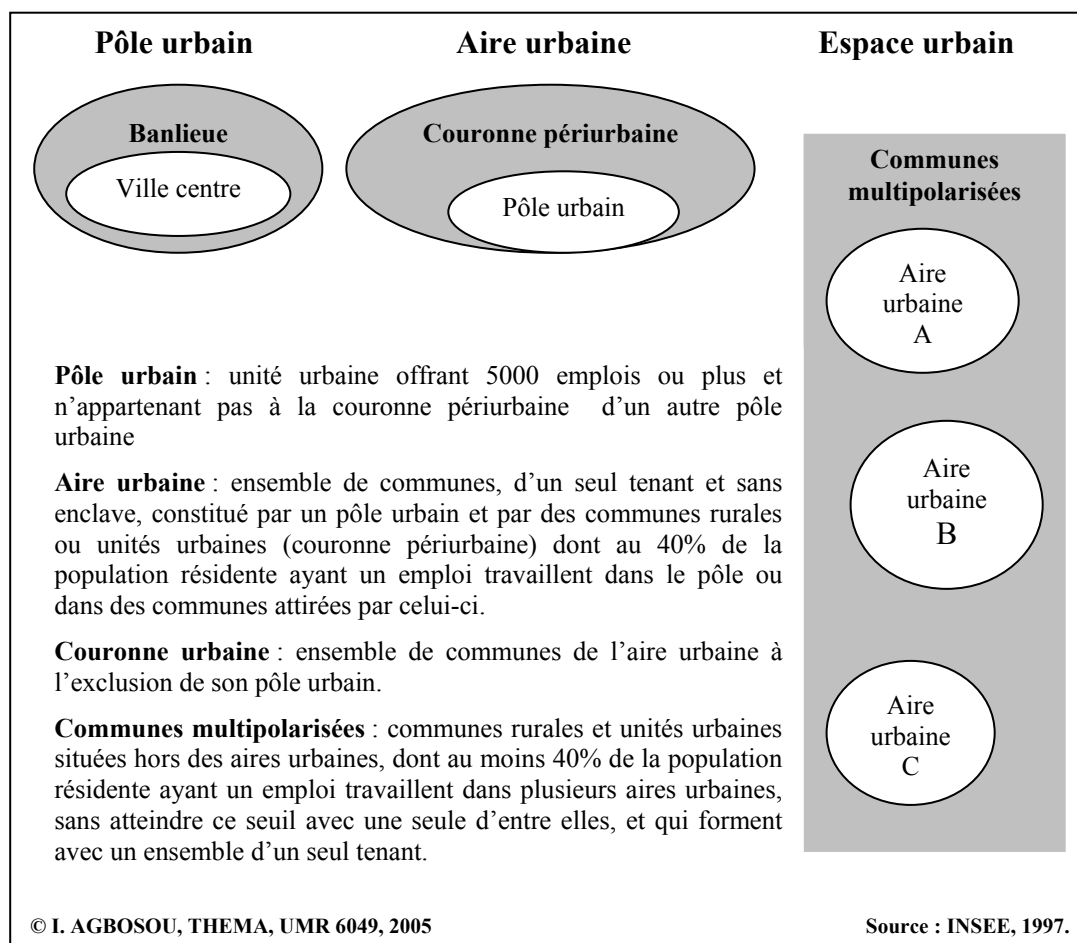 Pôle urbain
Aire urbaine
Espace urbain
Banlieue
Ville centre
Couronne périurbaine
Pôle urbain
Communes
multipolarisées
Aire
urbaine
A
Aire
urbaine
B
Aire
urbaine
C
Pôle urbain : unité urbaine offrant 5000 emplois ou plus et
n’appartenant pas à la couronne périurbaine d’un autre pôle
urbaine
Aire urbaine : ensemble de communes, d’un seul tenant et sans
enclave, constitué par un pôle urbain et par des communes rurales
ou unités urbaines (couronne périurbaine) dont au 40% de la
population résidente ayant un emploi travaillent dans le pôle ou
dans des communes attirées par celui-ci.
Couronne urbaine : ensemble de communes de l’aire urbaine à
l’exclusion de son pôle urbain.
Communes multipolarisées : communes rurales et unités urbaines
situées hors des aires urbaines, dont au moins 40% de la population
résidente ayant un emploi travaillent dans plusieurs aires urbaines,
sans atteindre ce seuil avec une seule d’entre elles, et qui forment
avec un ensemble d’un seul tenant.
© I. AGBOSOU, THEMA, UMR 6049, 2005
Source : INSEE, 1997.